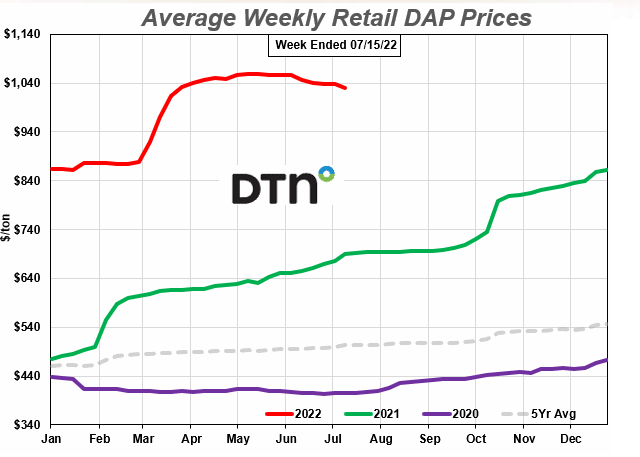 Average Weekly Retail DAP Prices
Week Ended 07/15/22
$1,140
$1,040
$940
$840
$740
$640
$540
$440
$340
$/ton
DTN
2022 2021 2020 5Yr Avg
Jan Feb Mar Apr May Jun Jul Aug Sep Oct Nov Dec